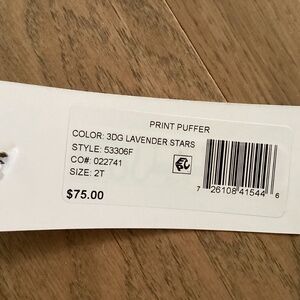 PRINT PUFFER
COLOR: 3DG LAVENDER STARS
STYLE: 53306F
CO#: 022741
SIZE: 2T
$75.00
7 26108 41544 6